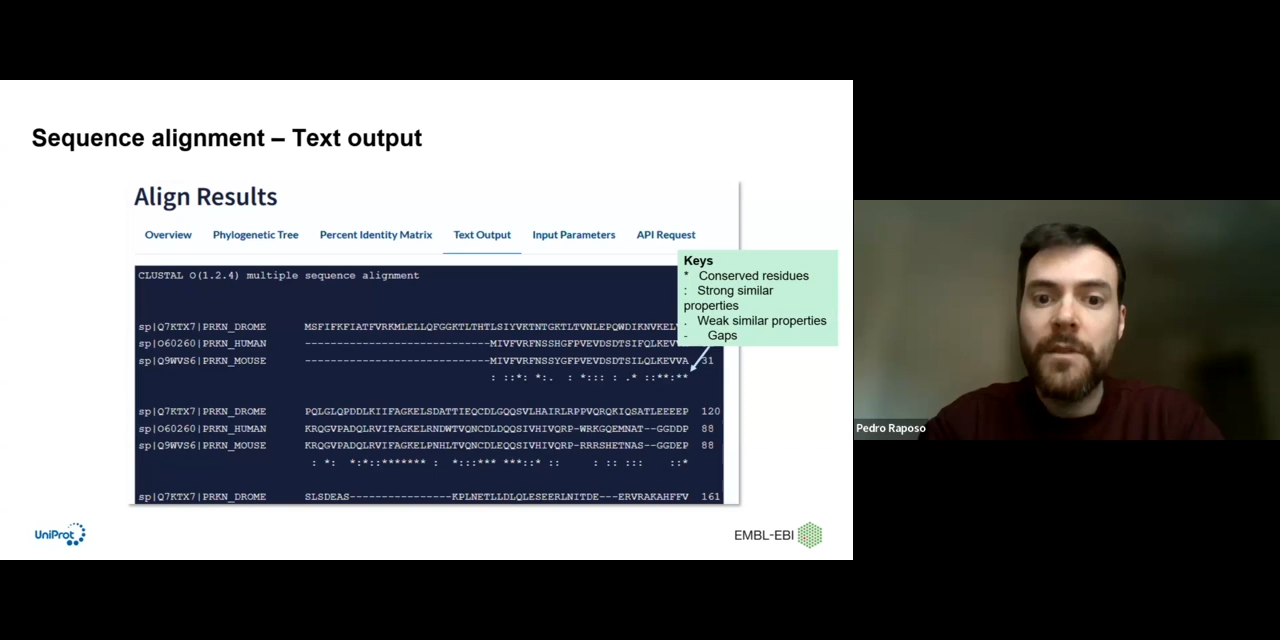 Sequence alignment – Text output
Align Results
Overview Phylogenetic Tree Percent Identity Matrix Text Output Input Parameters API Request
CLUSTAL O(1.2.4) multiple sequence alignment
Keys
* Conserved residues
: Strong similar
properties
. Weak similar properties
- Gaps
sp|Q7KTX7|PRKN_DROME MSFIFKFIATFVRKMLELLQFGGKTLTHTLSIYVKTNTGKTLTVNLEPQWDIKNVKEL
sp|O60260|PRKN_HUMAN ------------------------------MIVFVRFNSSHGFPVEVDSDTSIFQLKEVV
sp|Q9WVS6|PRKN_MOUSE ------------------------------MIVFVRFNSSYGFPVEVDSDTSILQLKEVVA 31
: ::*: *:. : *::: : .* ::**:**
sp|Q7KTX7|PRKN_DROME PQLGLQPDDLKIIFAGKELSDATTIEQCDLGQQSVLHAIRLRPPVQRQKIQSATLEEEEP 120
sp|O60260|PRKN_HUMAN KRQGVPADQLRVIFAGKELRNDWTVQNCDLDQQSIVHIVQRP-WRKGQEMNAT--GGDDP 88
sp|Q9WVS6|PRKN_MOUSE KRQGVPADQLRVIFAGKELPNHLTVQNCDLEQQSIVHIVQRP-RRRSHETNAS--GGDEP 88
: *: *:*::******* : *:::*** ***::* :: : :: ::: ::*
sp|Q7KTX7|PRKN_DROME SLSDEAS----------------KPLNETLLDLQLESEERLNITDE---ERVRAKAHFFV 161
UniProt
EMBL-EBI
Pedro Raposo